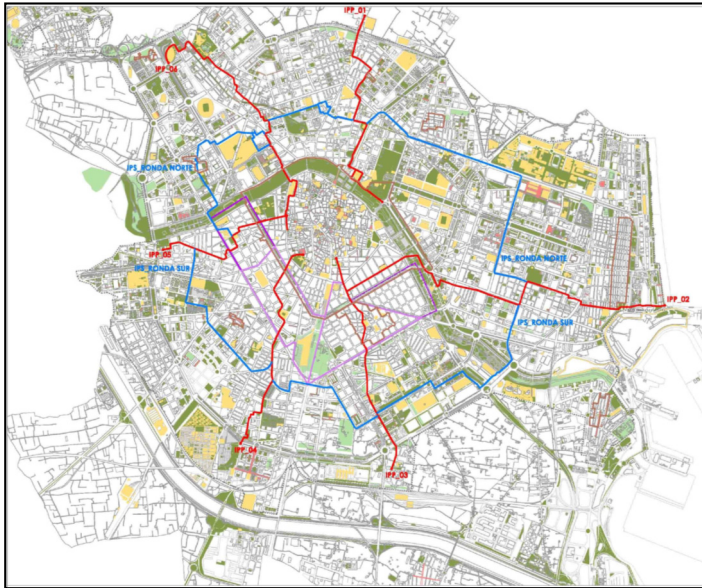 IPP_01
IPP_06
IPS_RONDA NORTE
IPP_05
IPS_RONDA SUR
IPS_RONDA NORTE
IPP_02
IPS_RONDA SUR
IPP_04
IPP_03